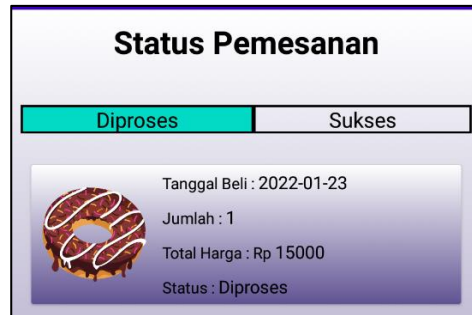 Status Pemesanan
Diproses Sukses
Tanggal Beli : 2022-01-23
Jumlah : 1
Total Harga : Rp 15000
Status : Diproses